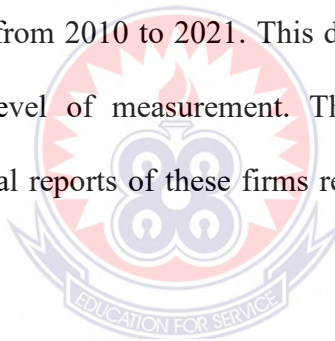 from 2010 to 2021. This d
evel of measurement. Th
al reports of these firms re
EDUCATION FOR SERVICE